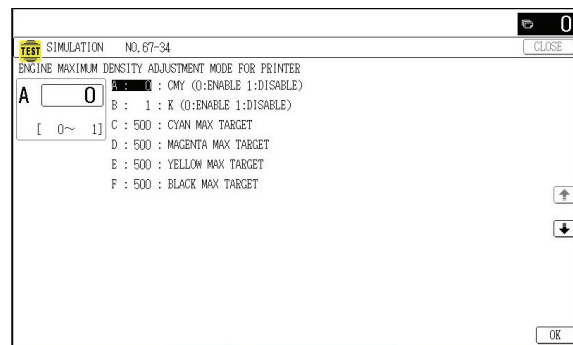 0
TEST SIMULATION NO.67-34 CLOSE
ENGINE MAXIMUM DENSITY ADJUSTMENT MODE FOR PRINTER
A 0
[ 0~ 1]
A : 0 : CMY (0:ENABLE 1:DISABLE)
B : 1 : K (0:ENABLE 1:DISABLE)
C : 500 : CYAN MAX TARGET
D : 500 : MAGENTA MAX TARGET
E : 500 : YELLOW MAX TARGET
F : 500 : BLACK MAX TARGET
OK